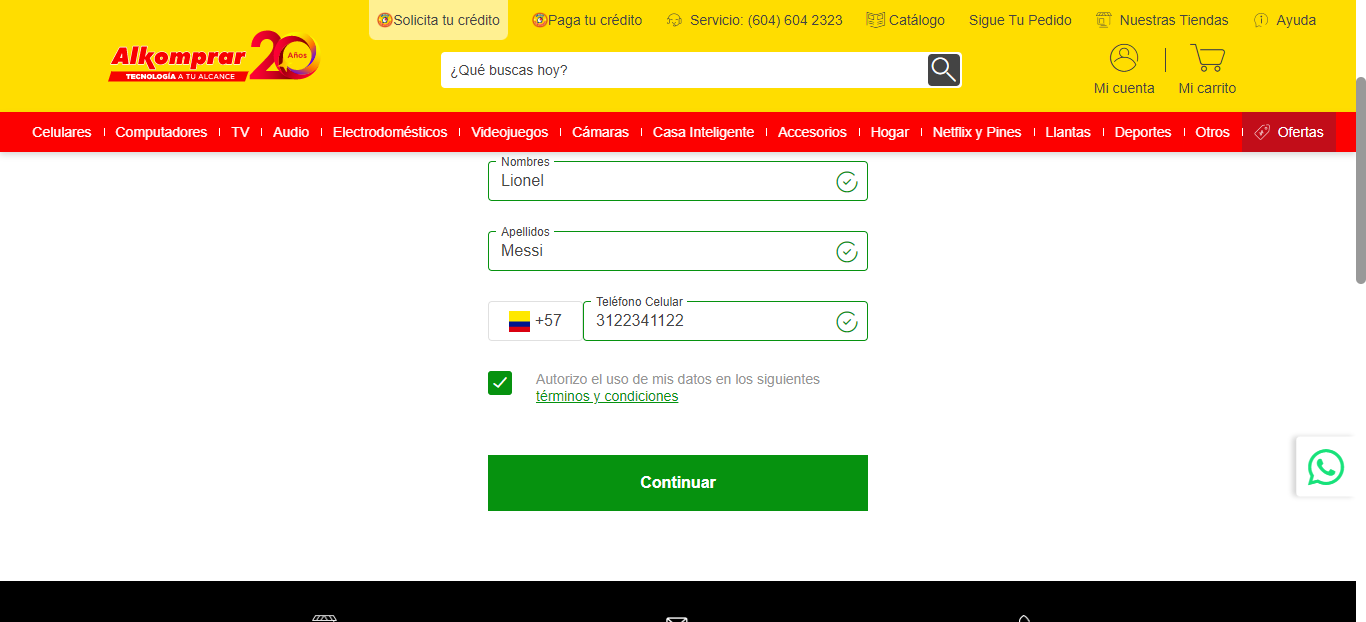 Solicita tu crédito
Paga tu crédito
Servicio: (604) 604 2323
Catálogo
Sigue Tu Pedido
Nuestras Tiendas
Ayuda
Alkomprar 20 Años
TECNOLOGÍA A TU ALCANCE
¿Qué buscas hoy?
Mi cuenta
Mi carrito
Celulares
Computadores
TV
Audio
Electrodomésticos
Videojuegos
Cámaras
Casa Inteligente
Accesorios
Hogar
Netflix y Pines
Llantas
Deportes
Otros
Ofertas
Nombres
Lionel
Apellidos
Messi
+57
Teléfono Celular
3122341122
Autorizo el uso de mis datos en los siguientes
términos y condiciones
Continuar